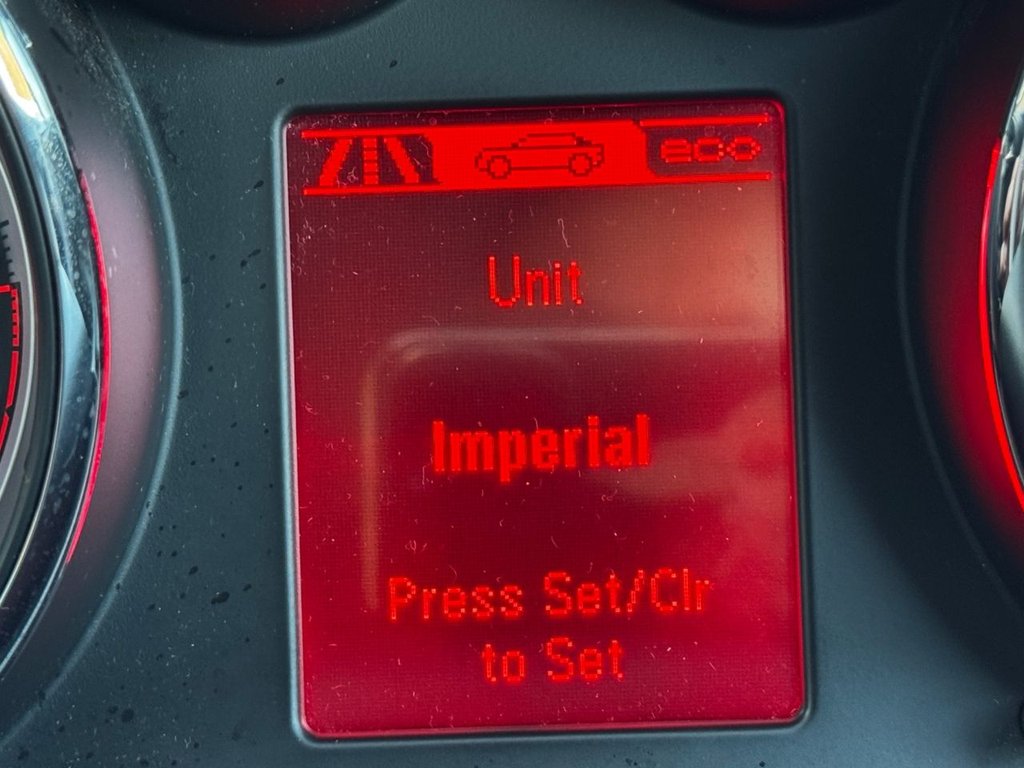 eco
Unit
Imperial
Press Set/Clr
to Set